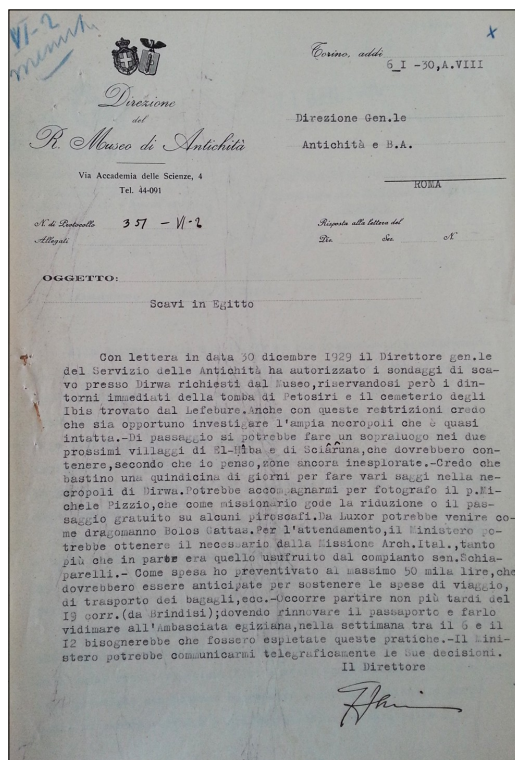 VI-2
Torino, addì
6_I -30,A.VIII
Direzione
del
R. Museo di Antichità
Direzione Gen.le
Antichità e B.A.
Via Accademia delle Scienze, 4
Tel. 44-091
ROMA
N. di Protocollo 351 - VI-2
Allegati
Risposta alla lettera del
Div. Sez. N°
OGGETTO:
Scavi in Egitto
Con lettera in data 30 dicembre 1929 il Direttore gen.le
del Servizio delle Antichità ha autorizzato i sondaggi di sca-
vo presso Dirwa richiesti dal Museo,riservandosi però i din-
torni immediati della tomba di Petosiri e il cemeterio degli
Ibis trovato dal Lefebure.Anche con queste restrizioni credo
che sia opportuno investigare l'ampia necropoli che è quasi
intatta.-Di passaggio si potrebbe fare un sopraluogo nei due
prossimi villaggi di El-Hiba e di Sciâruna,che dovrebbero con-
tenere,secondo che io penso,zone ancora inesplorate.-Credo che
bastino una quindicina di giorni per fare vari saggi nella ne-
cropoli di Dirwa.Potrebbe accompagnarmi per fotografo il p.Mi-
chele Pizzio,che come missionario gode la riduzione o il pas-
saggio gratuito su alcuni piroscafi.Da Luxor potrebbe venire co-
me dragomanno Bolos Gattas.Per l'attendamento,il Ministero po-
trebbe ottenere il necessario dalla Missione Arch.Ital.,tanto
più che in parte era quello usufruito dal compianto sen.Schia-
parelli.- Come spesa ho preventivato al massimo 50 mila lire,che
dovrebbero essere anticipate per sostenere le spese di viaggio,
di trasporto dei bagagli,ecc.-Occorre partire non più tardi del
19 corr.(da Brindisi);dovendo rinnovare il passaporto e farlo
vidimare all'Ambasciata egiziana,nella settimana tra il 6 e il
12 bisognerebbe che fossero espletate queste pratiche.-Il Mini-
stero potrebbe communicarmi telegraficamente le sue decisioni.
Il Direttore